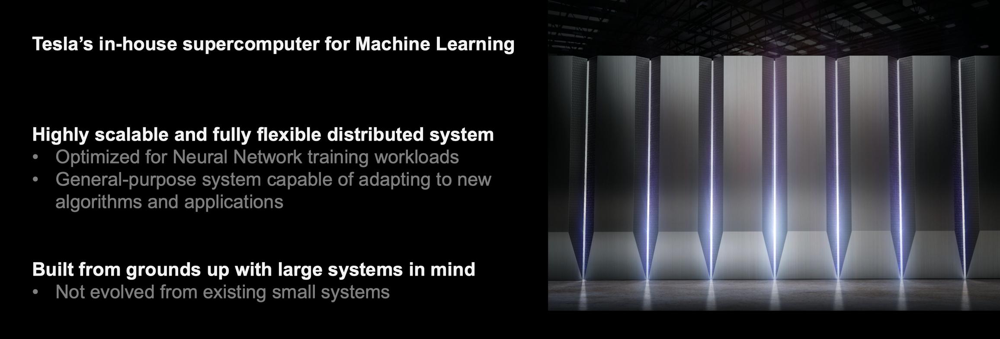 Tesla’s in-house supercomputer for Machine Learning
Highly scalable and fully flexible distributed system
• Optimized for Neural Network training workloads
• General-purpose system capable of adapting to new
algorithms and applications
Built from grounds up with large systems in mind
• Not evolved from existing small systems